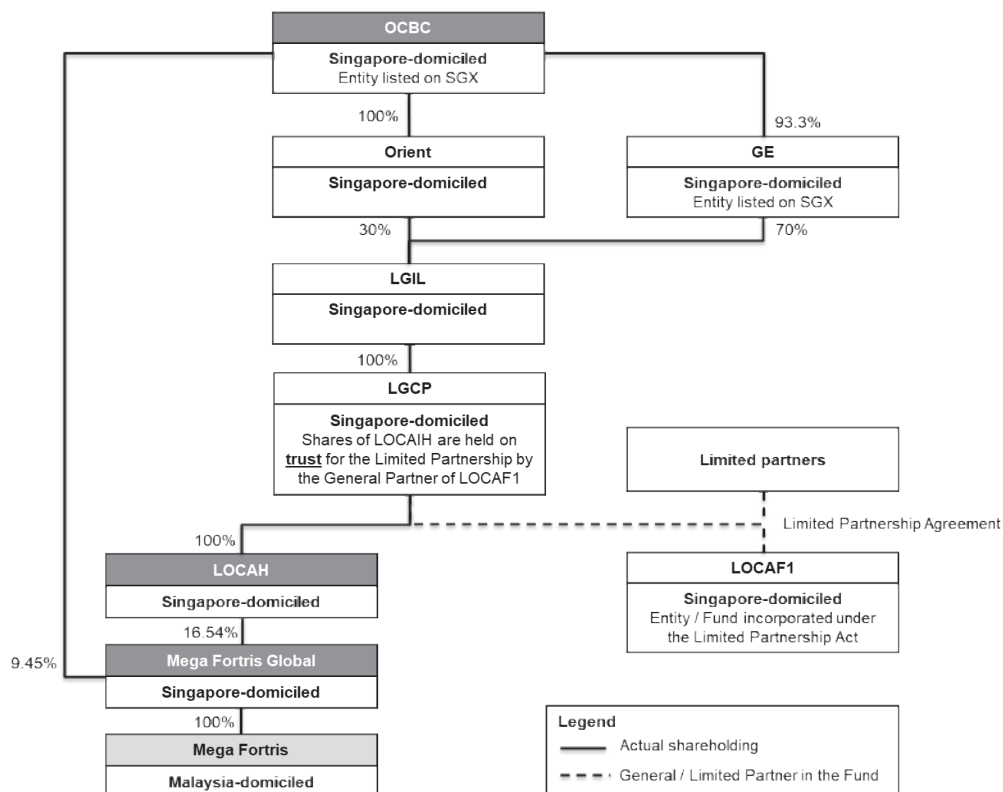 OCBC
Singapore-domiciled
Entity listed on SGX
100%
93.3%
Orient
Singapore-domiciled
GE
Singapore-domiciled
Entity listed on SGX
30%
70%
LGIL
Singapore-domiciled
100%
LGCP
Singapore-domiciled
Shares of LOCAIH are held on
trust for the Limited Partnership by
the General Partner of LOCAF1
Limited partners
Limited Partnership Agreement
100%
LOCAH
Singapore-domiciled
LOCAF1
Singapore-domiciled
Entity / Fund incorporated under
the Limited Partnership Act
16.54%
9.45%
Mega Fortris Global
Singapore-domiciled
100%
Mega Fortris
Malaysia-domiciled
Legend
Actual shareholding
General / Limited Partner in the Fund